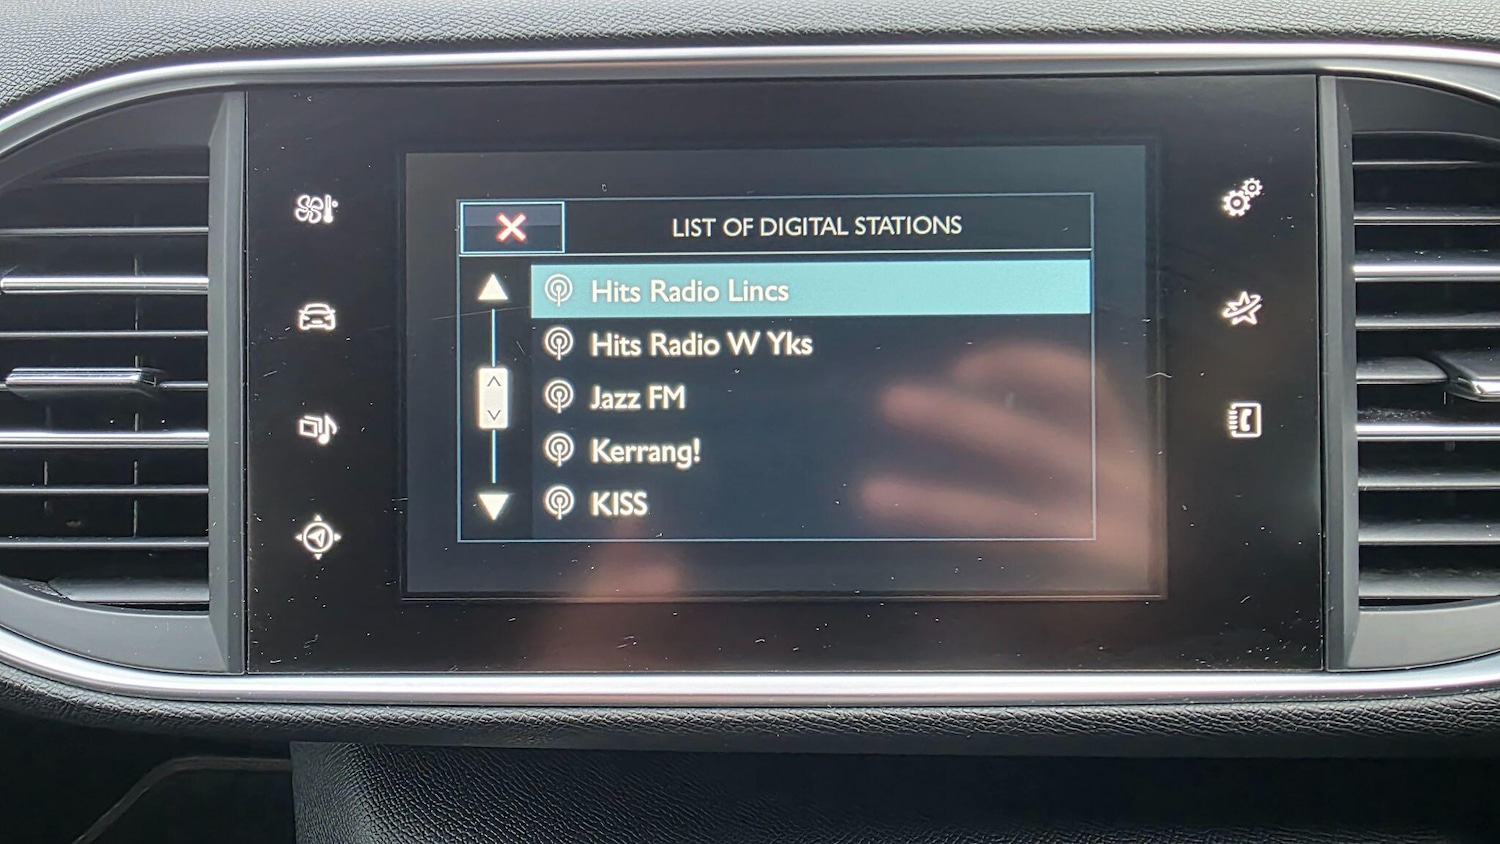 LIST OF DIGITAL STATIONS
Hits Radio Lincs
Hits Radio W Yks
Jazz FM
Kerrang!
KISS